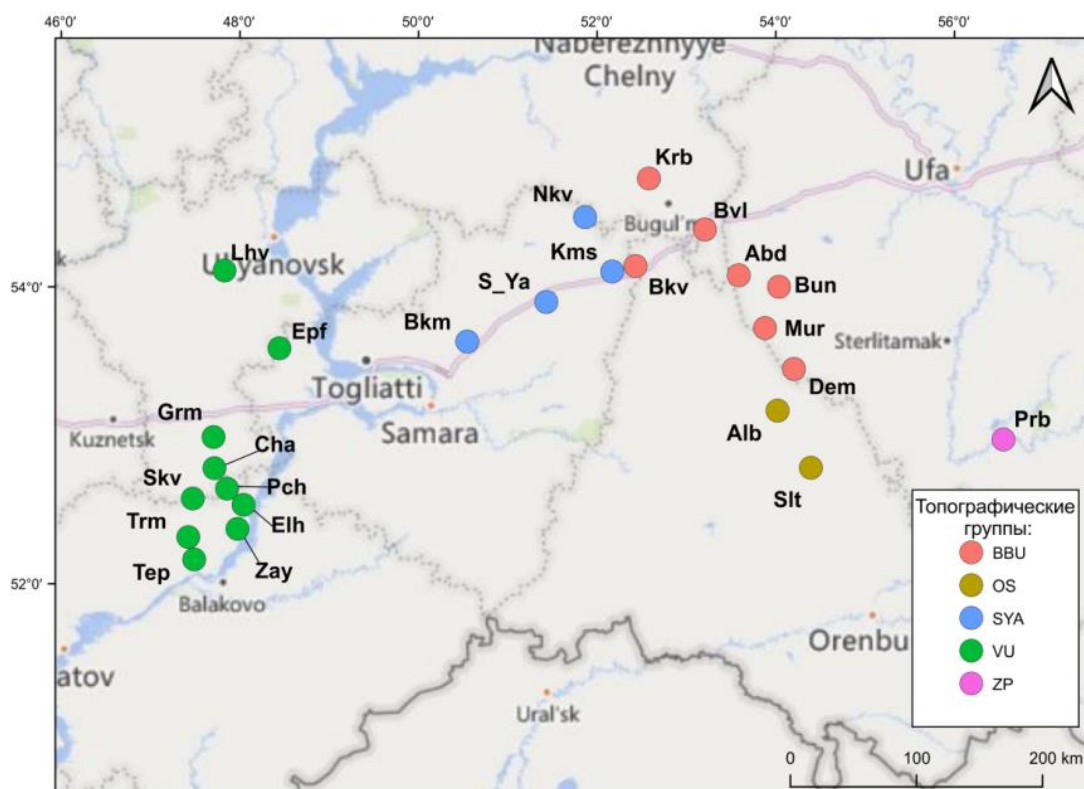 46°0' 48°0' 50°0' 52°0' 54°0' 56°0'
Naberezhnyye
Chelny
Krb
Ufa
Nkv
Bugul'm
Bvl
Lhv
Ulyanovsk
Kms
Abd
54°0'
S_Ya
Bkv
Bun
Epf
Bkm
Mur
Sterlitamak
Togliatti
Dem
Grm
Kuznetsk
Samara
Alb
Prb
Cha
Skv
Pch
Slt
Trm
Elh
Tep
Zay
52°0'
Balakovo
atov
Ural'sk
Orenbu
Топографические
группы:
BBU
OS
SYA
VU
ZP
0 100 200 km